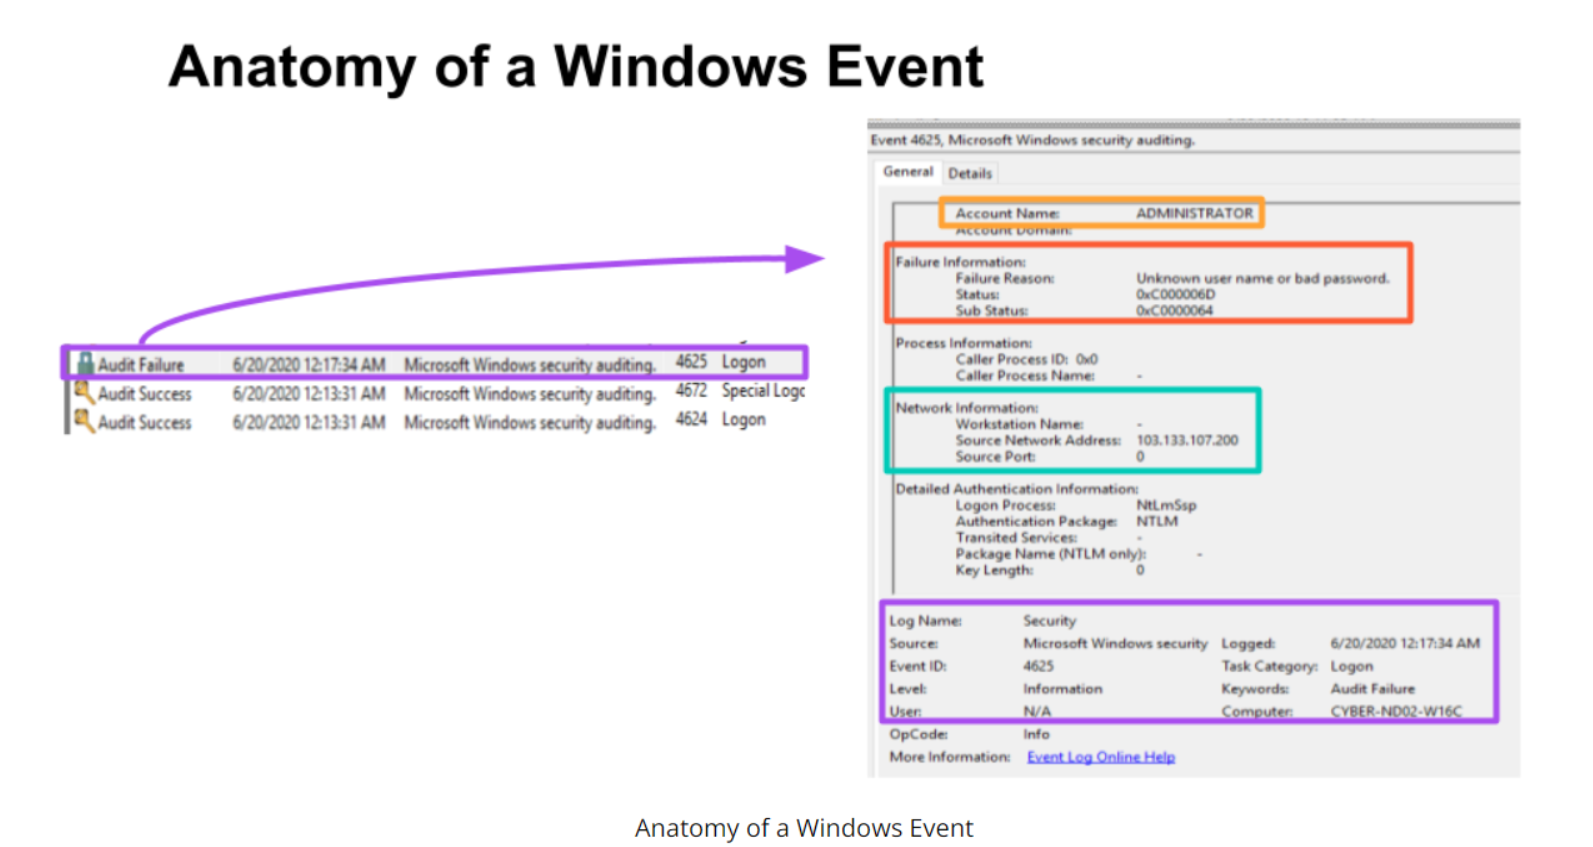 Anatomy of a Windows Event
Audit Failure 6/20/2020 12:17:34 AM Microsoft Windows security auditing. 4625 Logon
Audit Success 6/20/2020 12:13:31 AM Microsoft Windows security auditing. 4672 Special Logo
Audit Success 6/20/2020 12:13:31 AM Microsoft Windows security auditing. 4624 Logon
Event 4625, Microsoft Windows security auditing.
General Details
Account Name: ADMINISTRATOR
Account Domain:
Failure Information:
Failure Reason: Unknown user name or bad password.
Status: 0xC000006D
Sub Status: 0xC0000064
Process Information:
Caller Process ID: 0x0
Caller Process Name: -
Network Information:
Workstation Name: -
Source Network Address: 103.133.107.200
Source Port: 0
Detailed Authentication Information:
Logon Process: NtLmSsp
Authentication Package: NTLM
Transited Services: -
Package Name (NTLM only): -
Key Length: 0
Log Name: Security
Source: Microsoft Windows security Logged: 6/20/2020 12:17:34 AM
Event ID: 4625 Task Category: Logon
Level: Information Keywords: Audit Failure
User: N/A Computer: CYBER-ND02-W16C
OpCode: Info
More Information: Event Log Online Help
Anatomy of a Windows Event